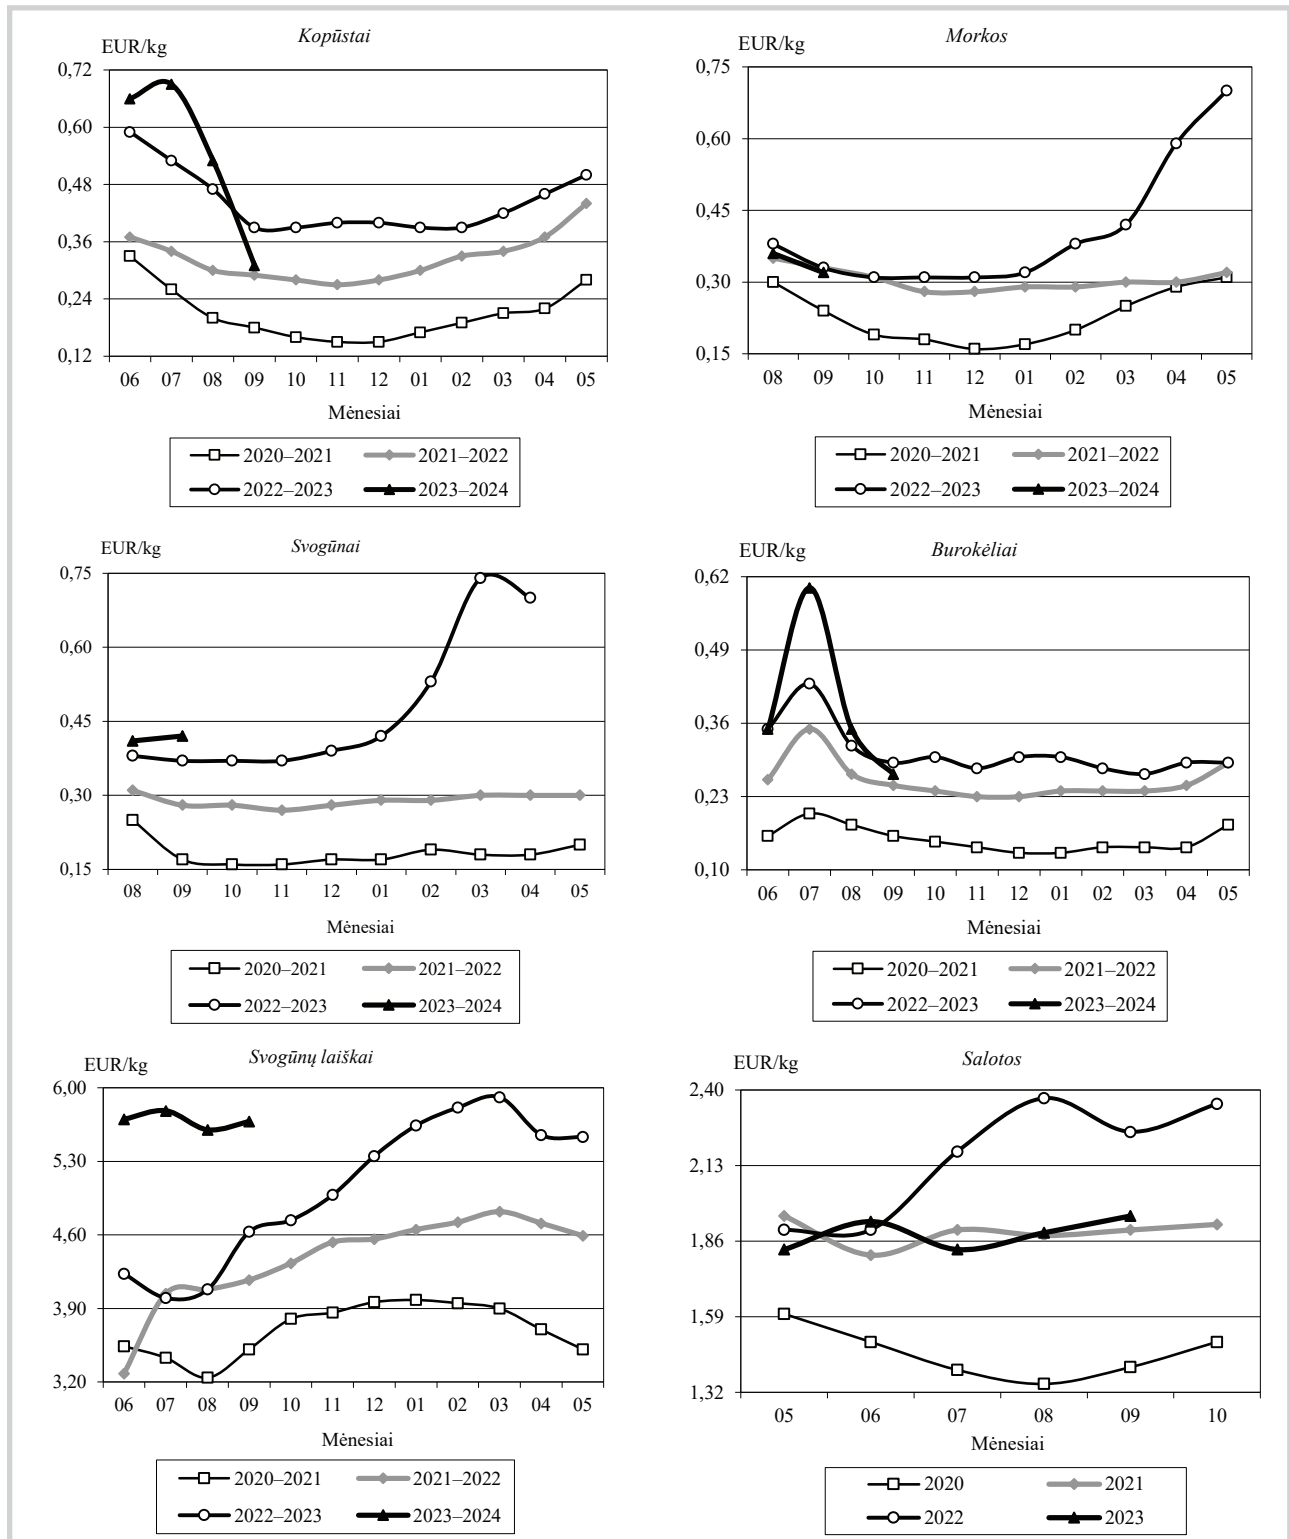 Kopūstai
EUR/kg
0,72
0,60
0,48
0,36
0,24
0,12
06 07 08 09 10 11 12 01 02 03 04 05
Mėnesiai
2020–2021 2021–2022
2022–2023 2023–2024
Morkos
EUR/kg
0,75
0,60
0,45
0,30
0,15
08 09 10 11 12 01 02 03 04 05
Mėnesiai
2020–2021 2021–2022
2022–2023 2023–2024
Svogūnai
EUR/kg
0,75
0,60
0,45
0,30
0,15
08 09 10 11 12 01 02 03 04 05
Mėnesiai
2020–2021 2021–2022
2022–2023 2023–2024
Burokėliai
EUR/kg
0,62
0,49
0,36
0,23
0,10
06 07 08 09 10 11 12 01 02 03 04 05
Mėnesiai
2020–2021 2021–2022
2022–2023 2023–2024
Svogūnų laiškai
EUR/kg
6,00
5,30
4,60
3,90
3,20
06 07 08 09 10 11 12 01 02 03 04 05
Mėnesiai
2020–2021 2021–2022
2022–2023 2023–2024
Salotos
EUR/kg
2,40
2,13
1,86
1,59
1,32
05 06 07 08 09 10
Mėnesiai
2020 2021
2022 2023